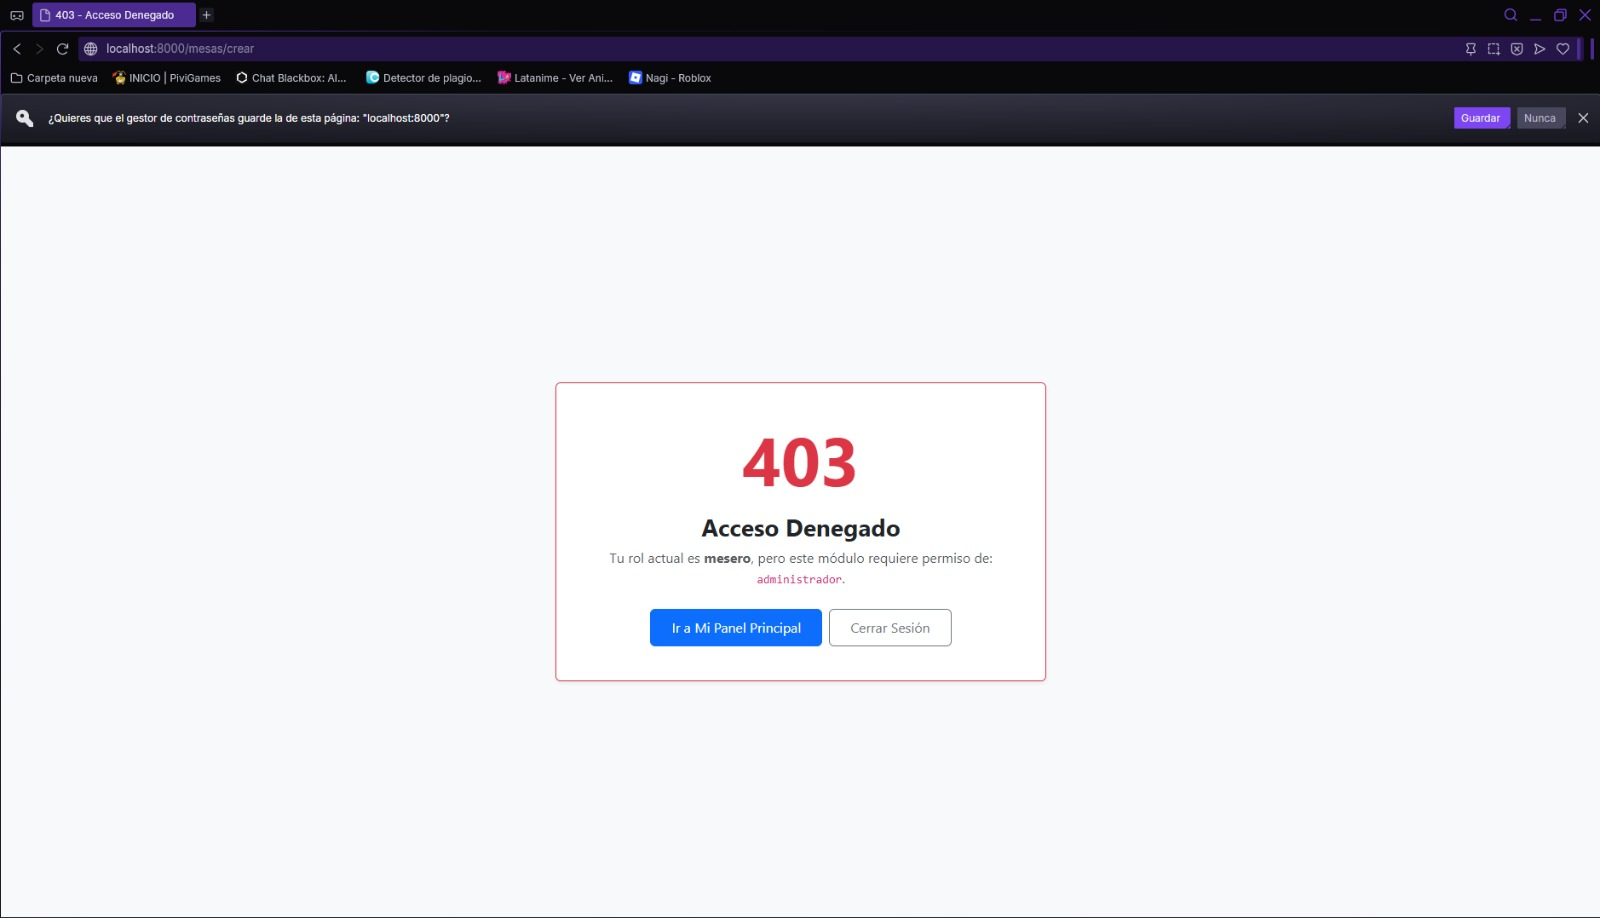 403 - Acceso Denegado
localhost:8000/mesas/crear
Carpeta nueva
INICIO | PiviGames
Chat Blackbox: AI...
Detector de plagio...
Latanime - Ver Ani...
Nagi - Roblox
¿Quieres que el gestor de contraseñas guarde la de esta página: "localhost:8000"?
Guardar
Nunca
403
Acceso Denegado
Tu rol actual es mesero, pero este módulo requiere permiso de:
administrador.
Ir a Mi Panel Principal
Cerrar Sesión